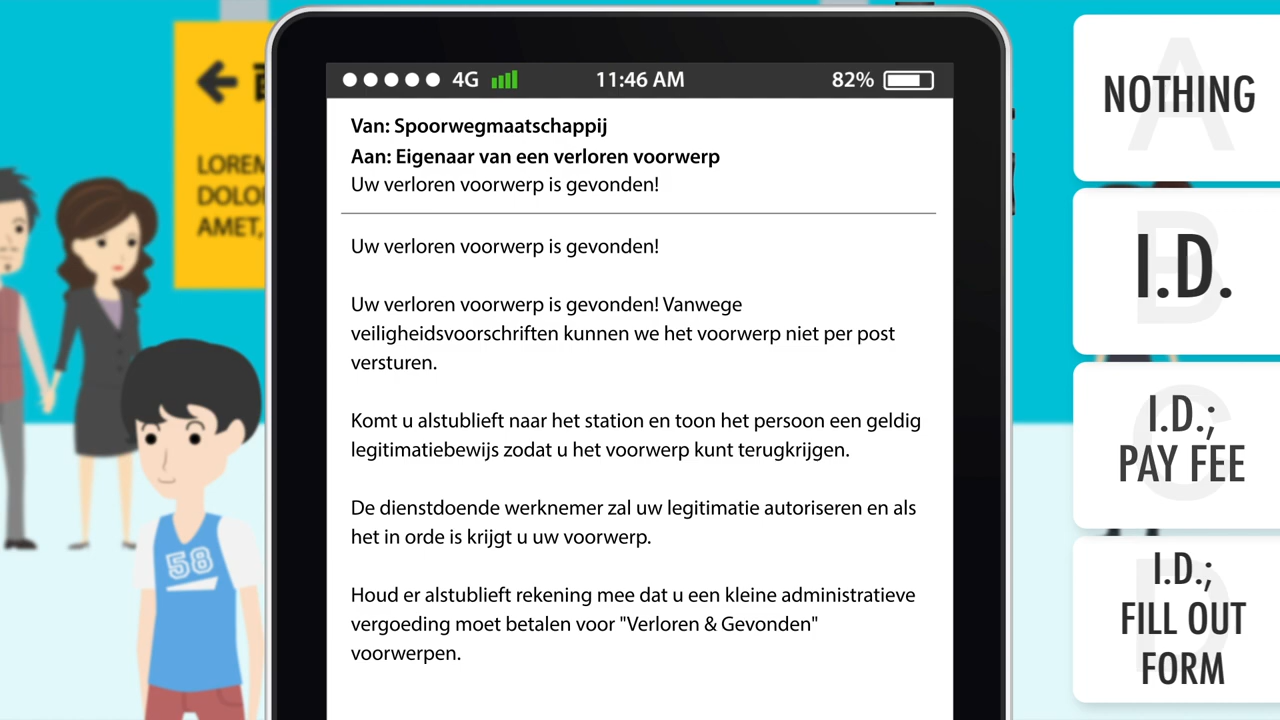 4G 11:46 AM 82%
Van: Spoorwegmaatschappij
Aan: Eigenaar van een verloren voorwerp
Uw verloren voorwerp is gevonden!
Uw verloren voorwerp is gevonden!
Uw verloren voorwerp is gevonden! Vanwege
veiligheidsvoorschriften kunnen we het voorwerp niet per post
versturen.
Komt u alstublieft naar het station en toon het persoon een geldig
legitimatiebewijs zodat u het voorwerp kunt terugkrijgen.
De dienstdoende werknemer zal uw legitimatie autoriseren en als
het in orde is krijgt u uw voorwerp.
Houd er alstublieft rekening mee dat u een kleine administratieve
vergoeding moet betalen voor "Verloren & Gevonden"
voorwerpen.
LOREM
DOLO
AMET,
58
A
NOTHING
B
I.D.
C
I.D.;
PAY FEE
D
I.D.;
FILL OUT
FORM